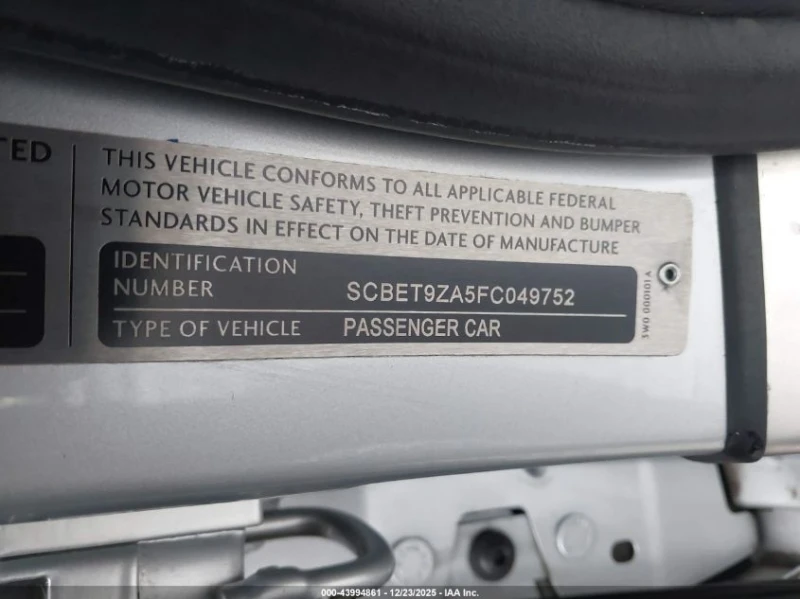 TED
THIS VEHICLE CONFORMS TO ALL APPLICABLE FEDERAL
MOTOR VEHICLE SAFETY, THEFT PREVENTION AND BUMPER
STANDARDS IN EFFECT ON THE DATE OF MANUFACTURE
IDENTIFICATION
NUMBER SCBET9ZA5FC049752
TYPE OF VEHICLE PASSENGER CAR
3W0 000101A
000-43994861 - 12/23/2025 - IAA Inc.